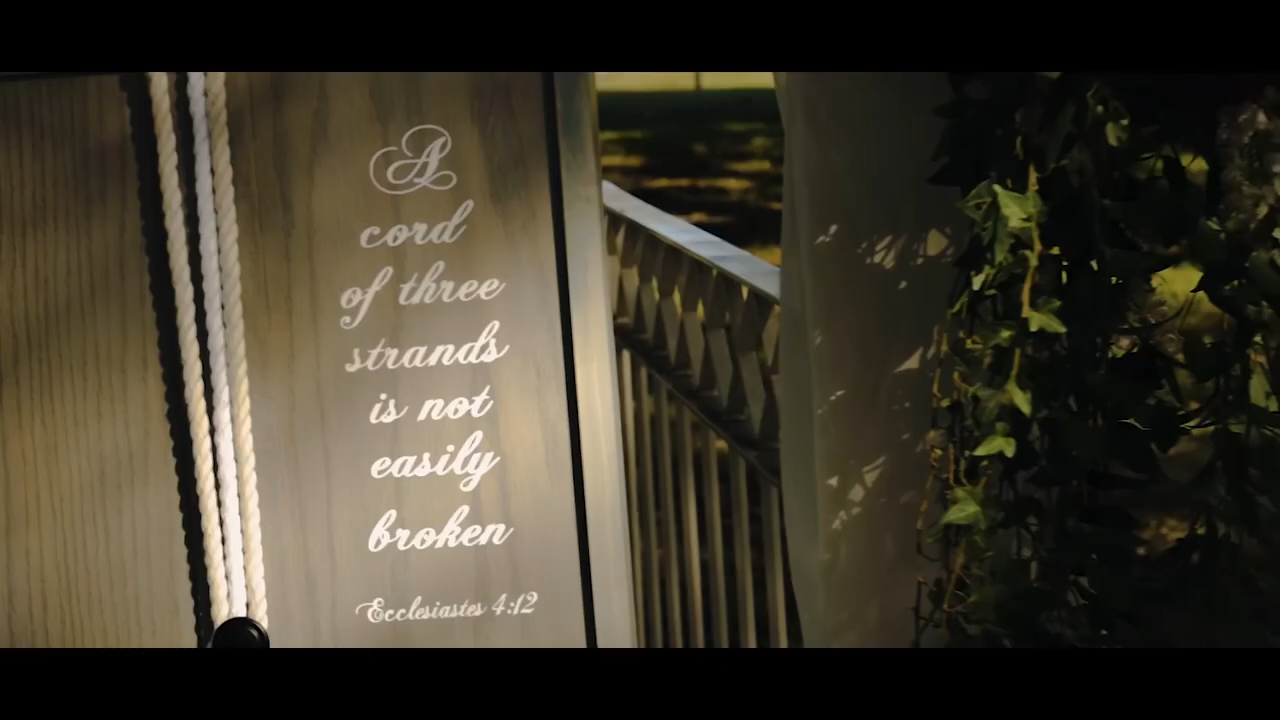 A
cord
of three
strands
is not
easily
broken
Ecclesiastes 4:12